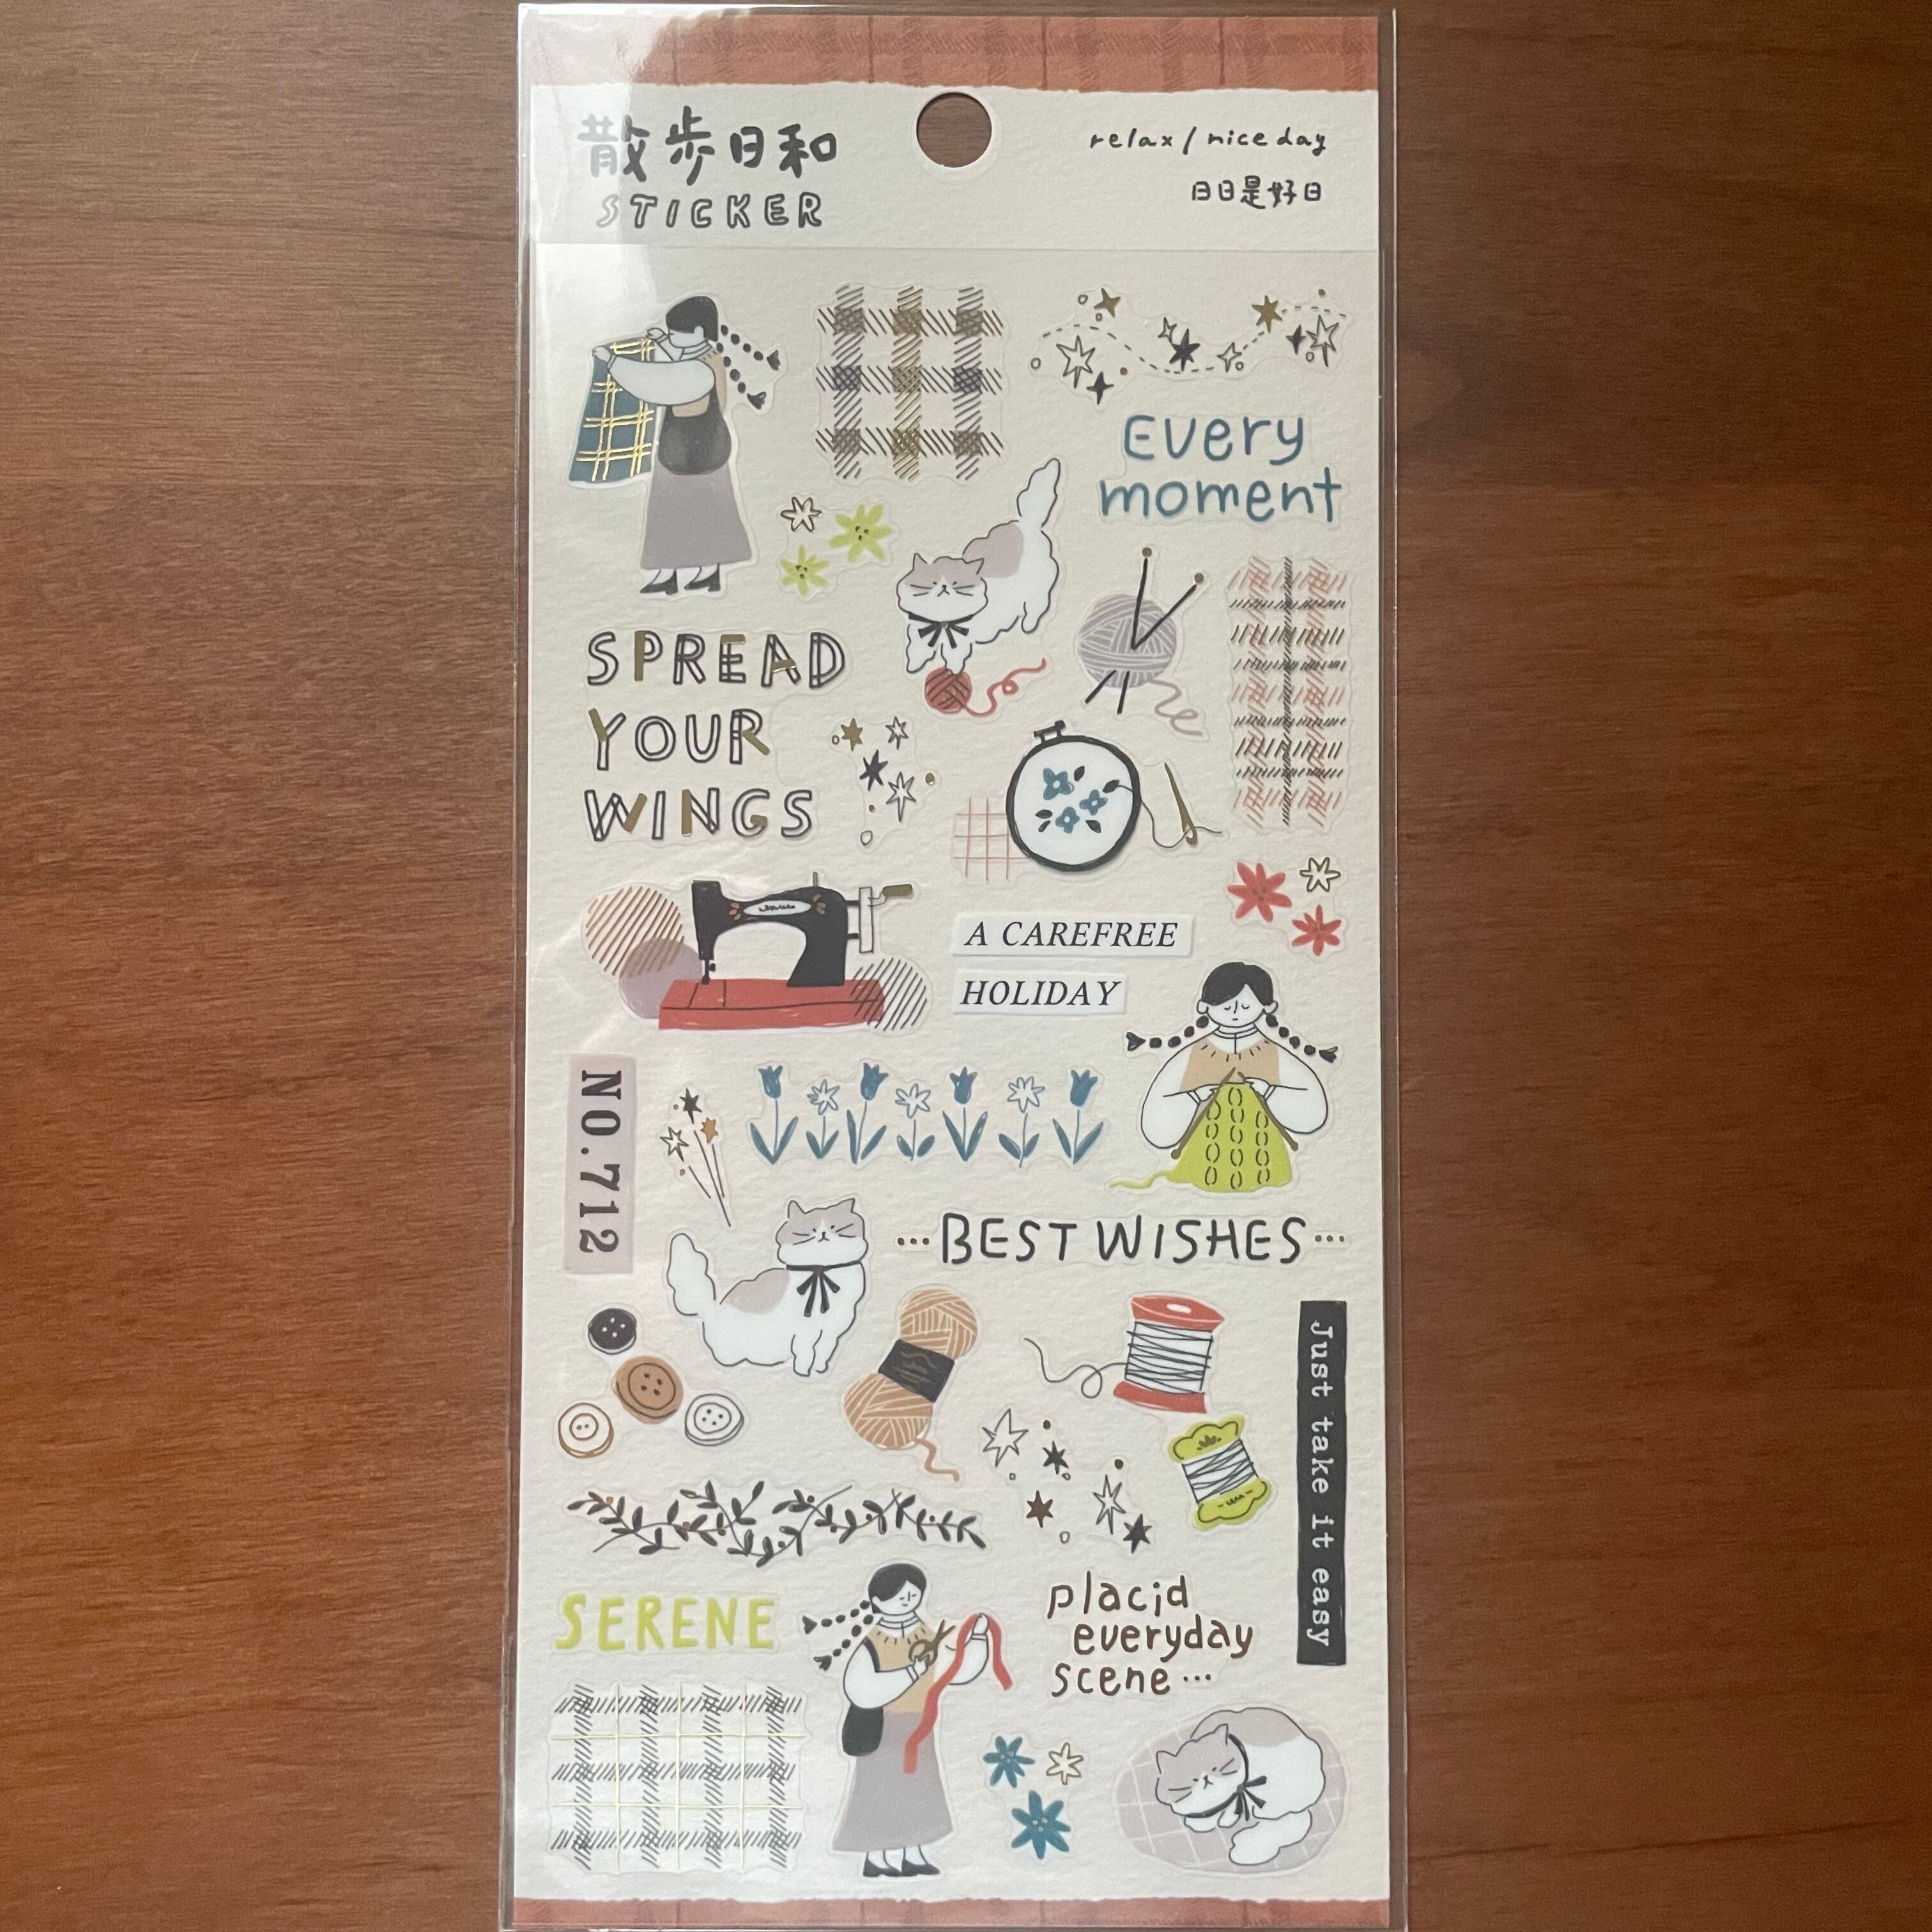 散步日和
STICKER
relax / nice day
日日是好日
Every
moment
SPREAD
YOUR
WINGS
A CAREFREE
HOLIDAY
NO.712
...BEST WISHES...
Just take it easy
SERENE
placid
everyday
scene...